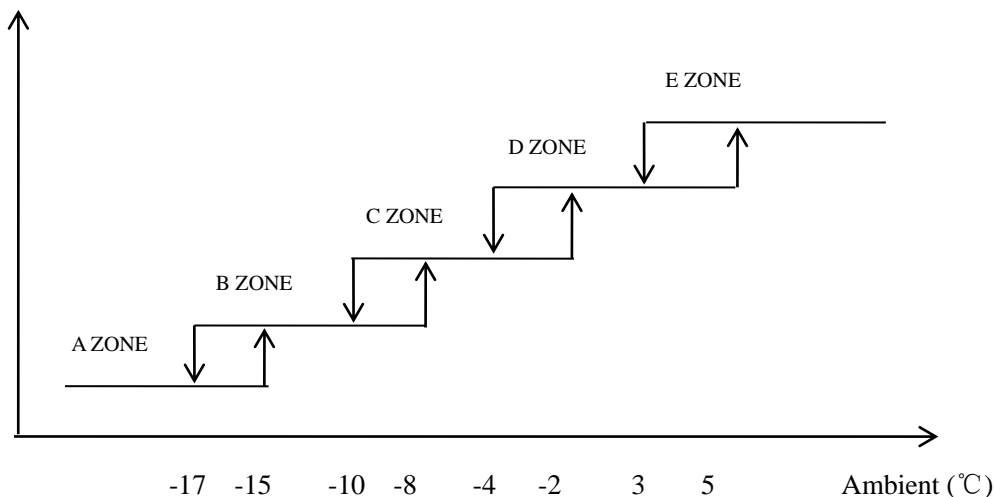 E ZONE
D ZONE
C ZONE
B ZONE
A ZONE
-17 -15 -10 -8 -4 -2 3 5 Ambient (℃)